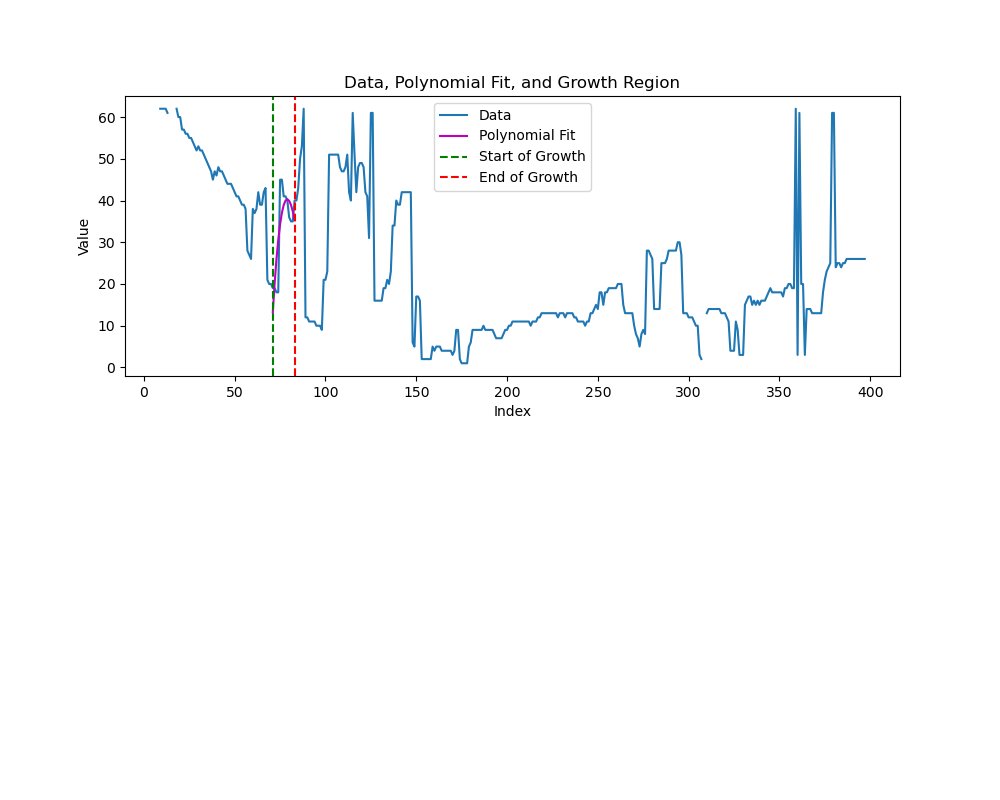 Data, Polynomial Fit, and Growth Region
Data
Polynomial Fit
Start of Growth
End of Growth
Value
60
50
40
30
20
10
0
0 50 100 150 200 250 300 350 400
Index